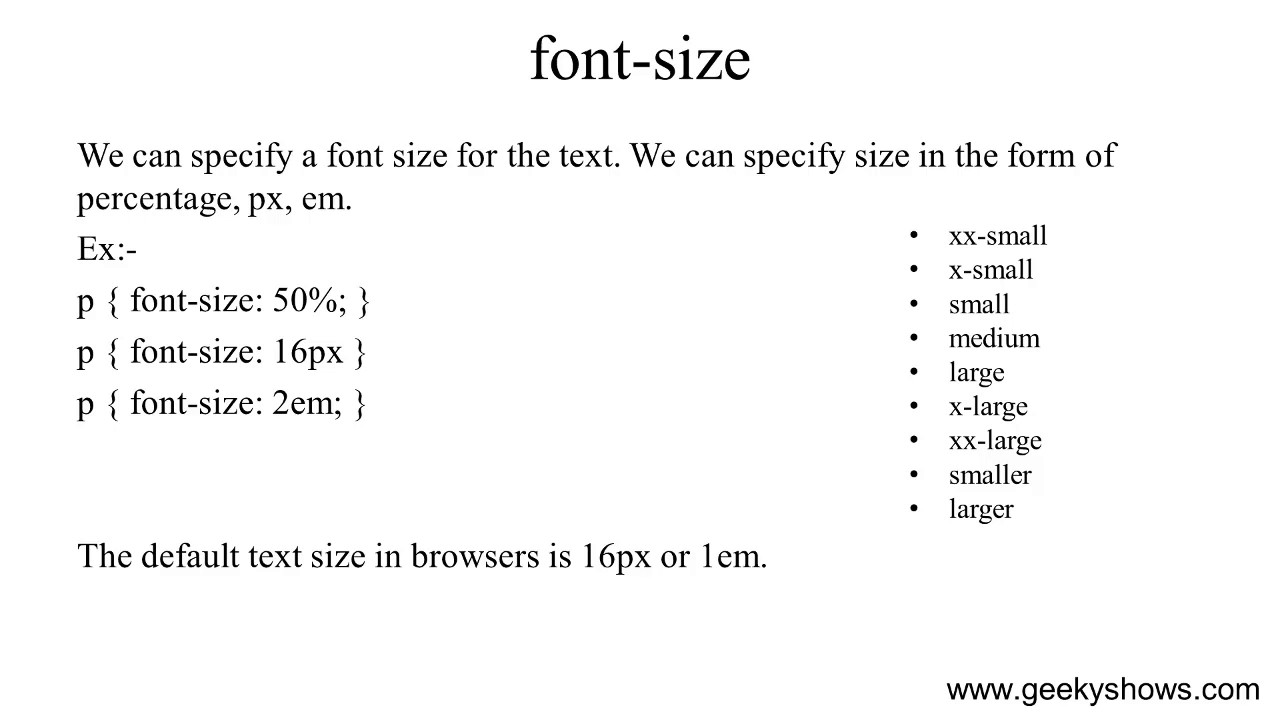 font-size
We can specify a font size for the text. We can specify size in the form of
percentage, px, em.
Ex:-
p { font-size: 50%; }
p { font-size: 16px }
p { font-size: 2em; }
• xx-small
• x-small
• small
• medium
• large
• x-large
• xx-large
• smaller
• larger
The default text size in browsers is 16px or 1em.
www.geekyshows.com